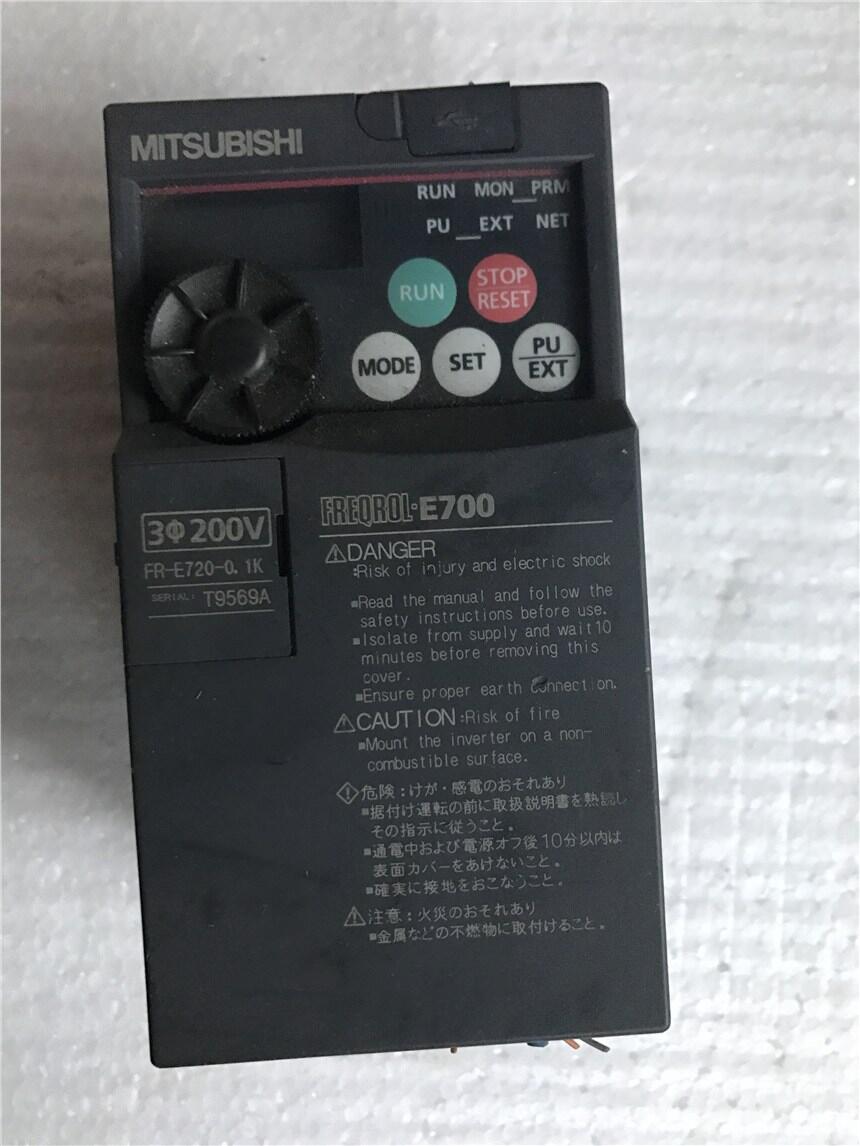 MITSUBISHI
RUN MON PRM
PU EXT NET
RUN
STOP
RESET
MODE
SET
PU
EXT
3Φ200V
FR-E720-0.1K
SERIAL: T9569A
FREQROL-E700
⚠DANGER
:Risk of injury and electric shock
■Read the manual and follow the
safety instructions before use.
■Isolate from supply and wait10
minutes before removing this
cover.
■Ensure proper earth connection.
⚠CAUTION:Risk of fire
■Mount the inverter on a non-
combustible surface.
危険:けが・感電のおそれあり
■据付け運転の前に取扱説明書を熟読し
その指示に従うこと。
■通電中および電源オフ後10分以内は
表面カバーをあけないこと。
■確実に接地をおこなうこと。
⚠注意:火災のおそれあり
■金属などの不燃物に取付けること。